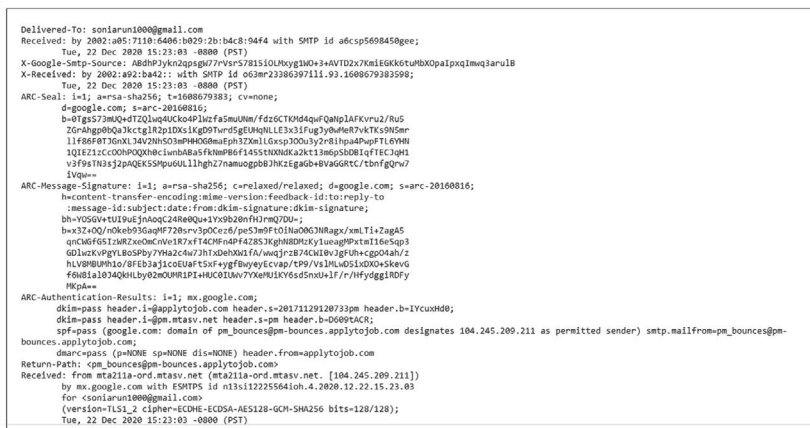 Delivered-To: soniarun1000@gmail.com
Received: by 2002:a05:7110:6406:b029:2b:b4c8:94f4 with SMTP id a6csp5698450gee;
Tue, 22 Dec 2020 15:23:03 -0800 (PST)
X-Google-Smtp-Source: ABdhPJykn2qpsgW77rVsrS7815iOLMxyg1WO+3+AVTD2x7KmiEGKk6tuMbXOpaIpxqImwq3arulB
X-Received: by 2002:a92:ba42:: with SMTP id o63mr23386397ili.93.1608679383598;
Tue, 22 Dec 2020 15:23:03 -0800 (PST)
ARC-Seal: i=1; a=rsa-sha256; t=1608679383; cv=none;
d=google.com; s=arc-20160816;
b=0TgsS73mUQ+dTZQlwq4UCko4PlWzfa5muUNm/fdz6CTKMd4qwFQaNplAFKvru2/Ru5
ZGrAhgp0bQaJkctglR2piDXsiKgD9Twrd5gEUHqNLLE3x3iFugJy0wMeR7vkTKs9N5mr
llf86F0TJGnXLJ4V2NhSO3mPHHOG0maEph3ZXmlLGxspJOOu3y2r8ihpa4PwpFTL6YHN
1QIEZ1zCcOOhPOQXh0ciwnbABa5fkNmPB6f145StNXNdKa2kt13m6pSbDBIqfTECJqH1
v3f9sTN3sj2pAQEK5SMpu6ULllhghZ7namuogpbBJhKzEgaGb+BVaGGRtC/tbnfgQrw7
iVqw==
ARC-Message-Signature: i=1; a=rsa-sha256; c=relaxed/relaxed; d=google.com; s=arc-20160816;
h=content-transfer-encoding:mime-version:feedback-id:to:reply-to
:message-id:subject:date:from:dkim-signature:dkim-signature;
bh=YOSGV+tUI9uEjnAoqC24Re0Qu+1Yx9b20nfHJrmQ7DU=;
b=x3Z+OQ/nOkeb93GaqMF720srv3pOCez6/peSJm9FtOiNaO0GJNRagx/xmLTi+ZagA5
qnCWGfG5IzWRZxeOmCnVe1R7xfT4CMFn4Pf4Z8SJKghN8DMzKy1ueagMPxtmI16eSqp3
GDlwzKvPgYLBoSPby7YHa2c4w7JhTxDehXW1fA/wwqjrzB74CWI0vJgFUh+cgpO4ah/z
hLV8MBUMh1o/8FEb3aj1coEUaFtSxF+ygfBwyeyEcvap/tP9/VslMLwD5ixDXO+SkevG
f6W8ial0J4QkHLby02mOUMR1PI+HUC0IUWv7YXeMUiKY6sd5nxU+lF/r/HfydggiRDFy
MKpA==
ARC-Authentication-Results: i=1; mx.google.com;
dkim=pass header.i=@applytojob.com header.s=20171129120733pm header.b=IYcuxHd0;
dkim=pass header.i=@pm.mtasv.net header.s=pm header.b=D609tACR;
spf=pass (google.com: domain of pm_bounces@pm-bounces.applytojob.com designates 104.245.209.211 as permitted sender) smtp.mailfrom=pm_bounces@pm-
bounces.applytojob.com;
dmarc=pass (p=NONE sp=NONE dis=NONE) header.from=applytojob.com
Return-Path: <pm_bounces@pm-bounces.applytojob.com>
Received: from mta211a-ord.mtasv.net (mta211a-ord.mtasv.net. [104.245.209.211])
by mx.google.com with ESMTPS id n13si12225564ioh.4.2020.12.22.15.23.03
for <soniarun1000@gmail.com>
(version=TLS1_2 cipher=ECDHE-ECDSA-AES128-GCM-SHA256 bits=128/128);
Tue, 22 Dec 2020 15:23:03 -0800 (PST)